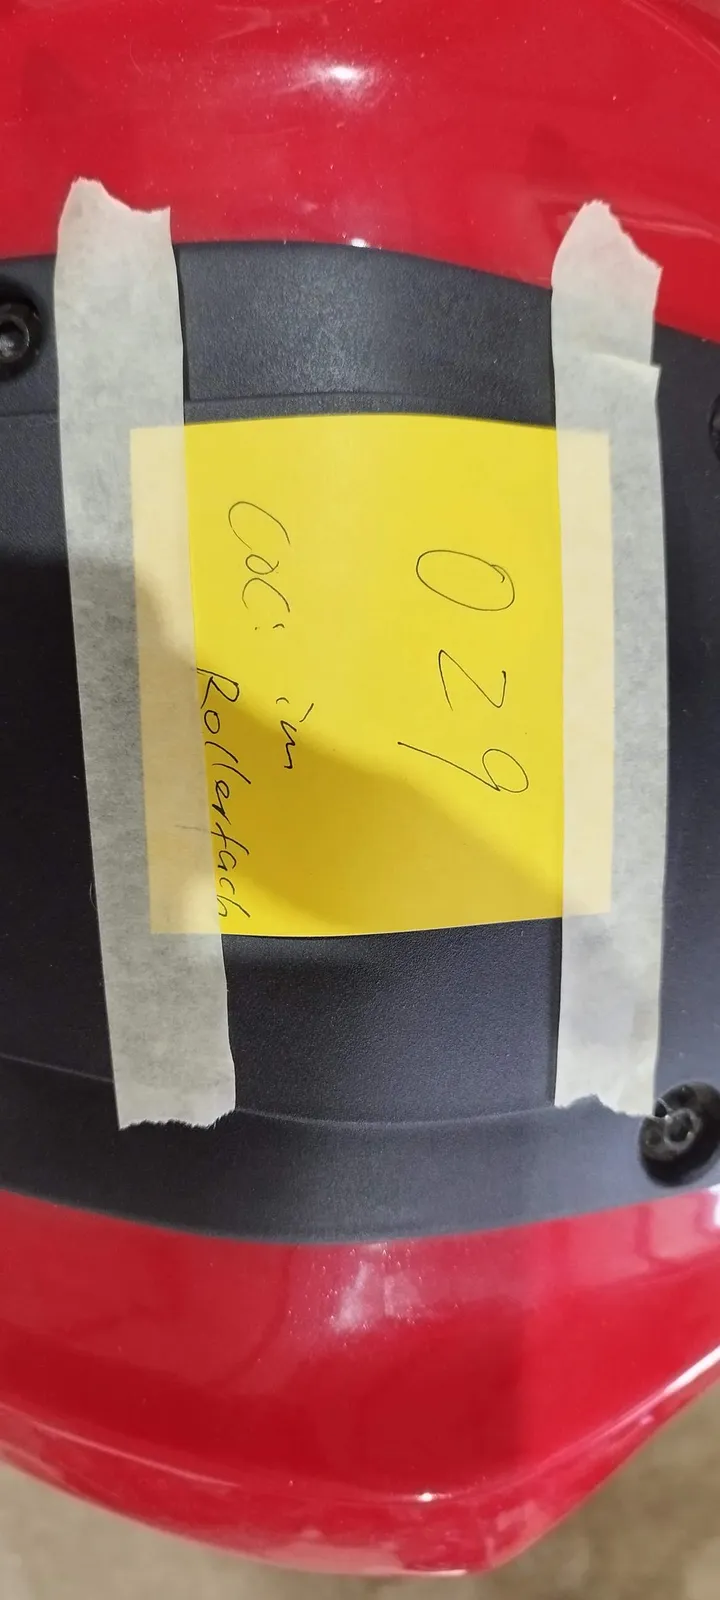 029
CoC: im
Rollerfach